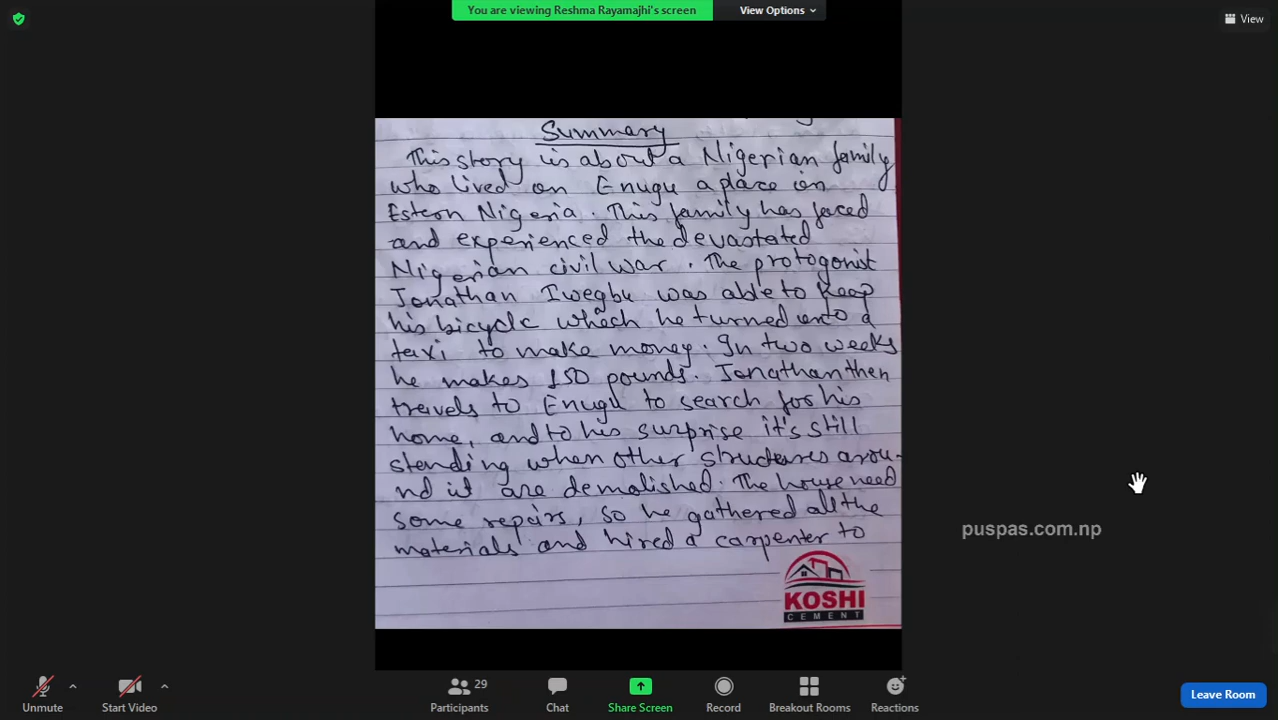 You are viewing Reshma Rayamajhi's screen
View Options
View
Summary
This story is about a Nigerian family
who lived in Enugu a place in
Estern Nigeria. This family has faced
and experienced the devastated
Nigerian civil war. The protogonist
Jonathan Iwegbu was able to keep
his bicycle which he turned into a
taxi to make money. In two weeks
he makes 150 pounds. Jonathan then
travels to Enugu to search for his
home, and to his surprise it's still
standing when other structures arou-
nd it are demolished. The house need
some repairs, so he gathered all the
materials and hired a carpenter to
KOSHI
CEMENT
puspas.com.np
Unmute
Start Video
29
Participants
Chat
Share Screen
Record
Breakout Rooms
Reactions
Leave Room